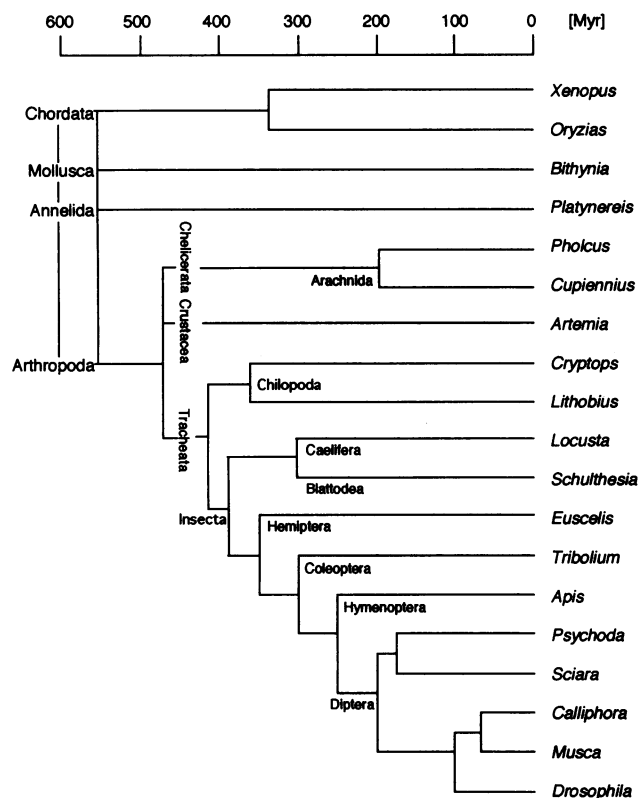 600 500 400 300 200 100 0 [Myr]
Xenopus
Chordata
Oryzias
Mollusca
Bithynia
Annelida
Platynereis
Chelicerata
Pholcus
Arachnida
Cupiennius
Crustacea
Artemia
Arthropoda
Cryptops
Chilopoda
Lithobius
Tracheata
Locusta
Caelifera
Schulthesia
Blattodea
Insecta
Euscelis
Hemiptera
Tribolium
Coleoptera
Apis
Hymenoptera
Psychoda
Sciara
Diptera
Calliphora
Musca
Drosophila